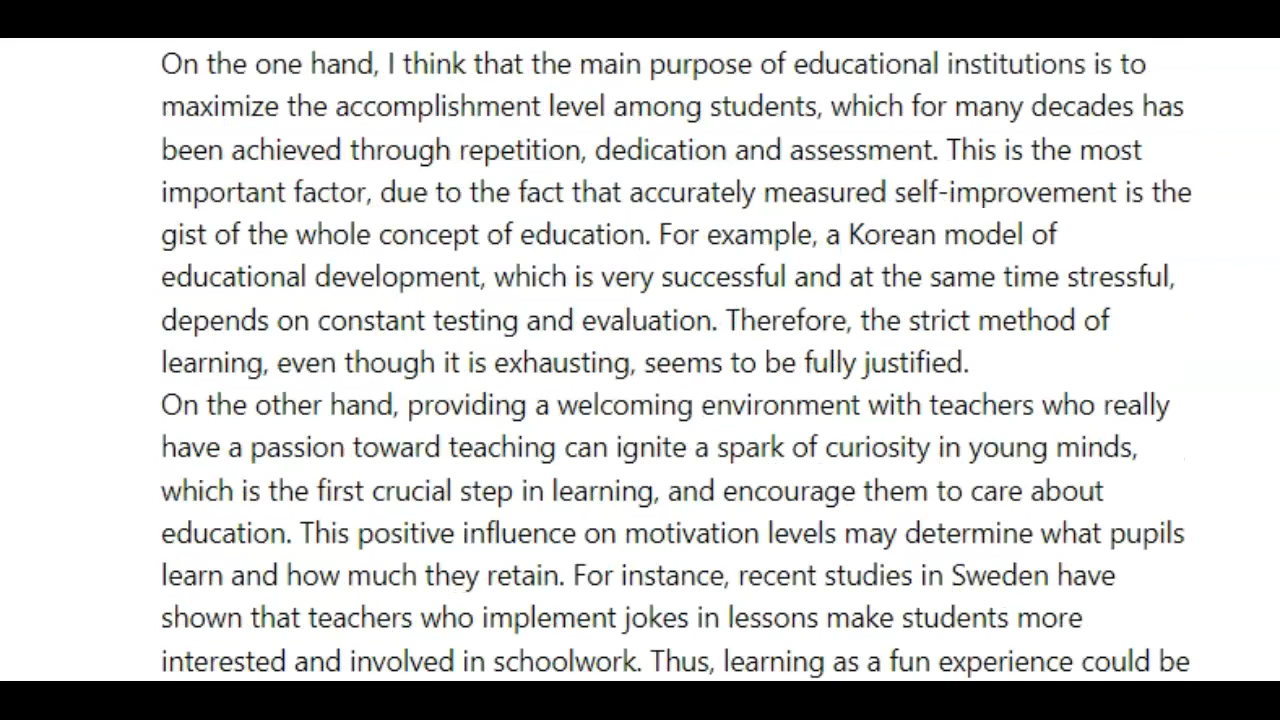 On the one hand, I think that the main purpose of educational institutions is to
maximize the accomplishment level among students, which for many decades has
been achieved through repetition, dedication and assessment. This is the most
important factor, due to the fact that accurately measured self-improvement is the
gist of the whole concept of education. For example, a Korean model of
educational development, which is very successful and at the same time stressful,
depends on constant testing and evaluation. Therefore, the strict method of
learning, even though it is exhausting, seems to be fully justified.
On the other hand, providing a welcoming environment with teachers who really
have a passion toward teaching can ignite a spark of curiosity in young minds,
which is the first crucial step in learning, and encourage them to care about
education. This positive influence on motivation levels may determine what pupils
learn and how much they retain. For instance, recent studies in Sweden have
shown that teachers who implement jokes in lessons make students more
interested and involved in schoolwork. Thus, learning as a fun experience could be